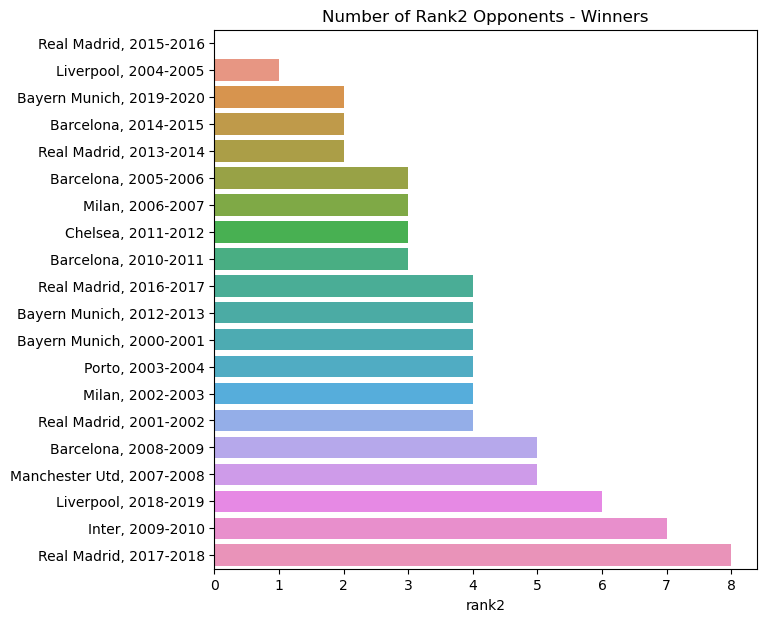 Number of Rank2 Opponents - Winners
Real Madrid, 2015-2016
Liverpool, 2004-2005
Bayern Munich, 2019-2020
Barcelona, 2014-2015
Real Madrid, 2013-2014
Barcelona, 2005-2006
Milan, 2006-2007
Chelsea, 2011-2012
Barcelona, 2010-2011
Real Madrid, 2016-2017
Bayern Munich, 2012-2013
Bayern Munich, 2000-2001
Porto, 2003-2004
Milan, 2002-2003
Real Madrid, 2001-2002
Barcelona, 2008-2009
Manchester Utd, 2007-2008
Liverpool, 2018-2019
Inter, 2009-2010
Real Madrid, 2017-2018
0 1 2 3 4 5 6 7 8
rank2